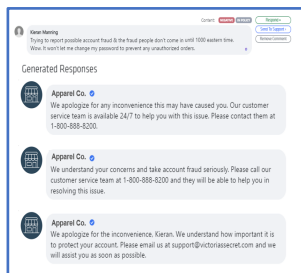 Content: NEGATIVE
Respond
Jump To Support
Remove Comment
Kieran Manning
Trying to report possible account fraud & the fraud people don't come in until 1000 eastern time.
Wow. It won't let me change my password to prevent any unauthorized orders.
Generated Responses
Apparel Co.
We apologize for any inconvenience this may have caused you. Our customer
service team is available 24/7 to help you with this issue. Please contact them at
1-800-888-8200.
Apparel Co.
We understand your concerns and take account fraud seriously. Please call our
customer service team at 1-800-888-8200 and they will be able to help you in
resolving this issue.
Apparel Co.
We apologize for the inconvenience, Kieran. We understand how important it is
to protect your account. Please email us at support@victoriassecret.com and we
will assist you as soon as possible.